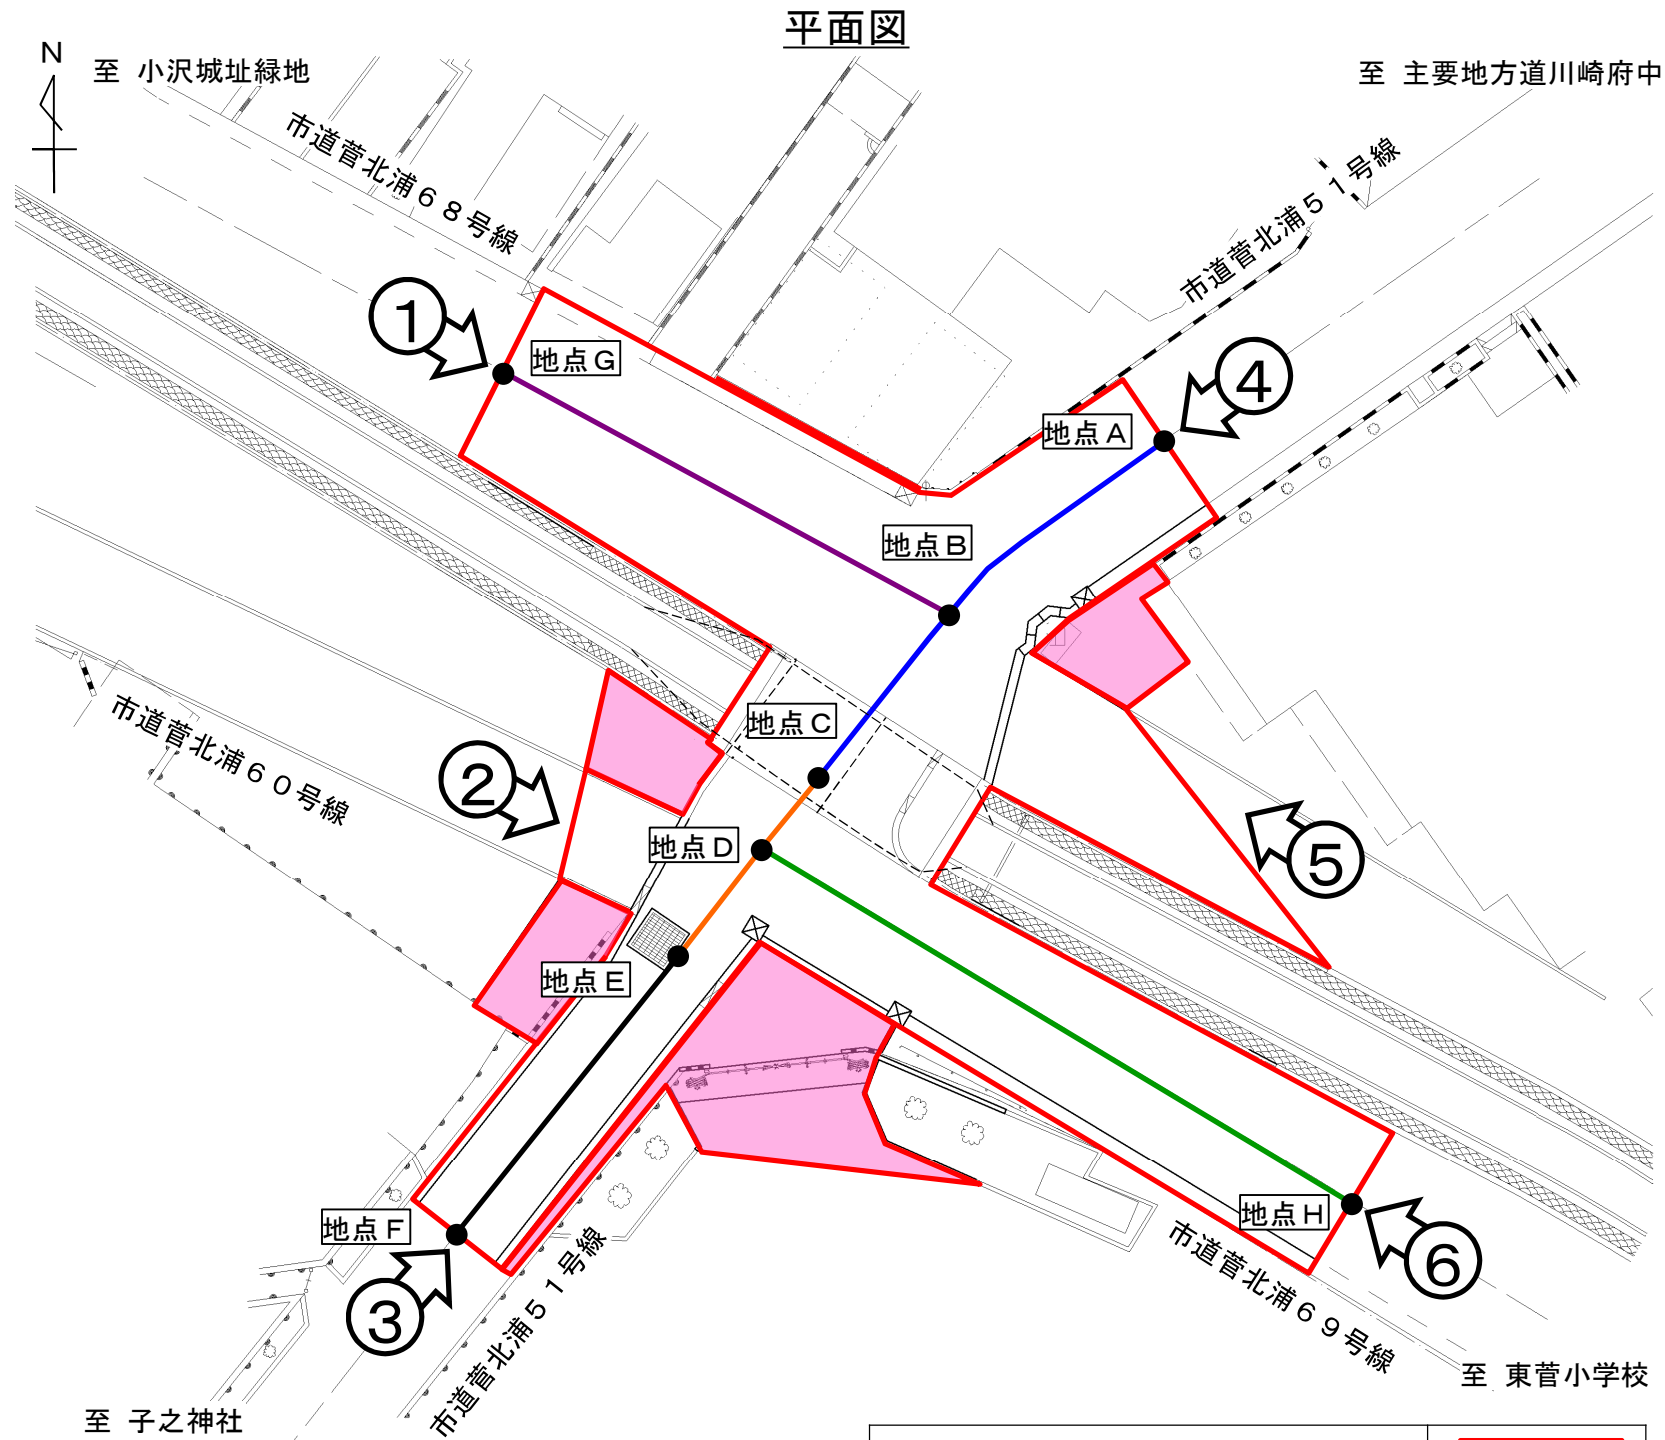 平面図
N
至 小沢城址緑地
至 主要地方道川崎府中
市道菅北浦６８号線
市道菅北浦５１号線
①
地点G
④
地点A
地点B
地点C
市道菅北浦６０号線
②
地点D
⑤
地点E
地点F
③
地点H
⑥
市道菅北浦５１号線
市道菅北浦６９号線
至 東菅小学校
至 子之神社